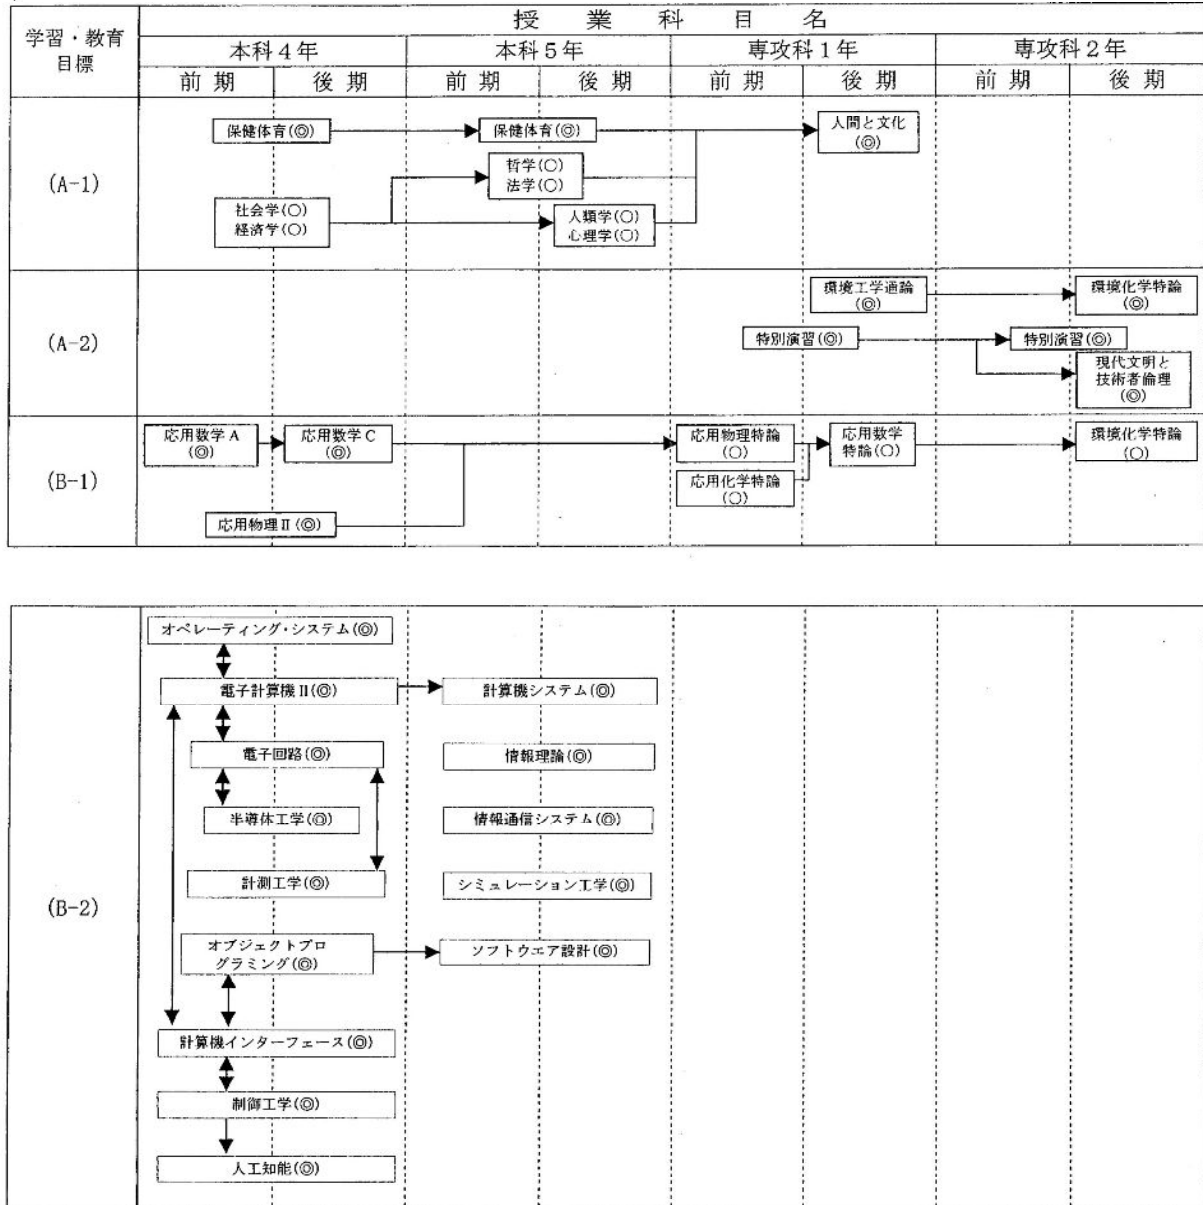 学習・教育
目標
授業科目名
本科4年 本科5年 専攻科1年 専攻科2年
前期 後期 前期 後期 前期 後期 前期 後期
(A-1)
保健体育(◎)
保健体育(◎)
人間と文化
(◎)
哲学(○)
法学(○)
社会学(○)
経済学(○)
人類学(○)
心理学(○)
(A-2)
環境工学通論
(◎)
環境化学特論
(◎)
特別演習(◎)
特別演習(◎)
現代文明と
技術者倫理
(◎)
(B-1)
応用数学A
(◎)
応用数学C
(◎)
応用物理特論
(○)
応用数学
特論(○)
環境化学特論
(○)
応用化学特論
(○)
応用物理Ⅱ(◎)
(B-2)
オペレーティング・システム(◎)
電子計算機Ⅱ(◎)
計算機システム(◎)
電子回路(◎)
情報理論(◎)
半導体工学(◎)
情報通信システム(◎)
計測工学(◎)
シミュレーション工学(◎)
オブジェクトプロ
グラミング(◎)
ソフトウエア設計(◎)
計算機インターフェース(◎)
制御工学(◎)
人工知能(◎)